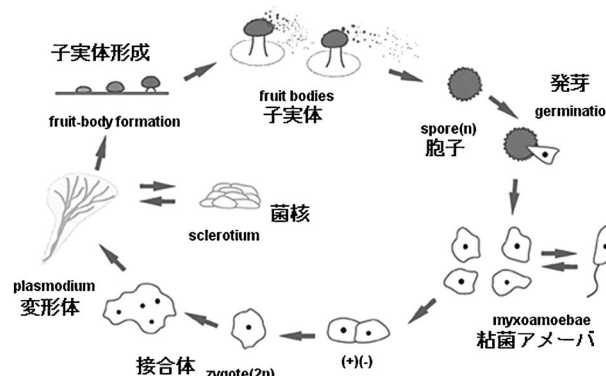 子実体形成
fruit-body formation
fruit bodies
子実体
発芽
germinatio
spore(n)
胞子
菌核
sclerotium
plasmodium
変形体
myxoamoebae
粘菌アメーバ
(+)(-)
接合体
zygote(2n)